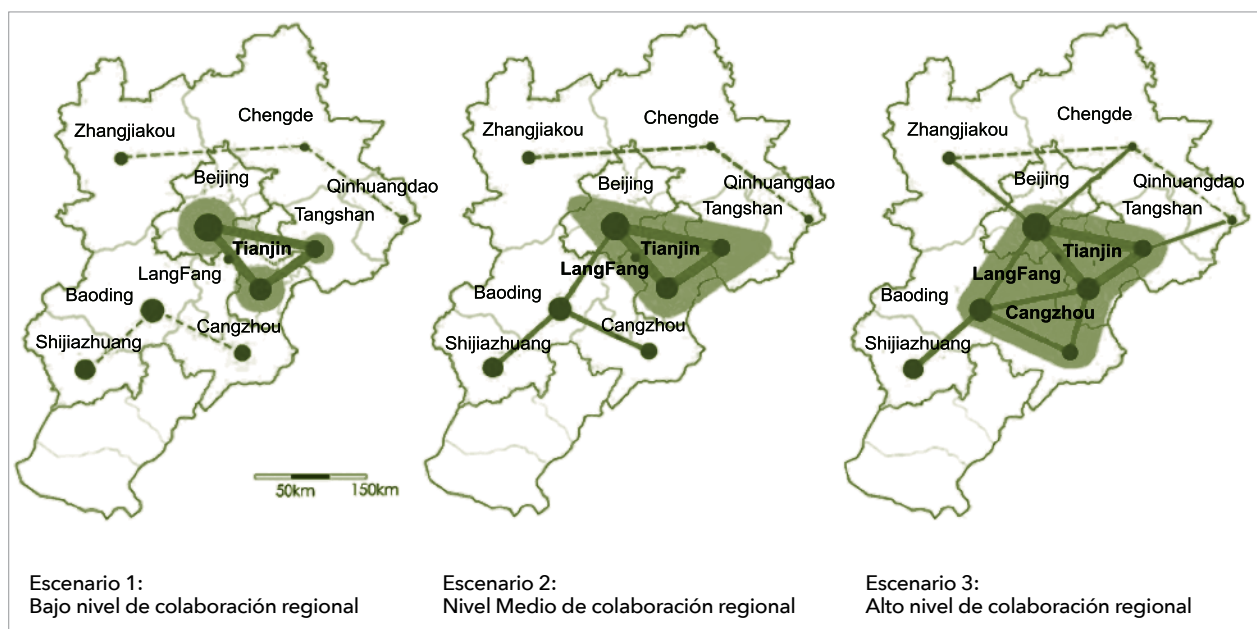 Zhangjiakou
Chengde
Beijing
Qinhuangdao
Tangshan
Tianjin
LangFang
Baoding
Cangzhou
Shijiazhuang
50km 150km
Escenario 1:
Bajo nivel de colaboración regional
Zhangjiakou
Chengde
Beijing
Qinhuangdao
Tangshan
Tianjin
LangFang
Baoding
Cangzhou
Shijiazhuang
Escenario 2:
Nivel Medio de colaboración regional
Zhangjiakou
Chengde
Beijing
Qinhuangdao
Tangshan
Tianjin
LangFang
Baoding
Cangzhou
Shijiazhuang
Escenario 3:
Alto nivel de colaboración regional